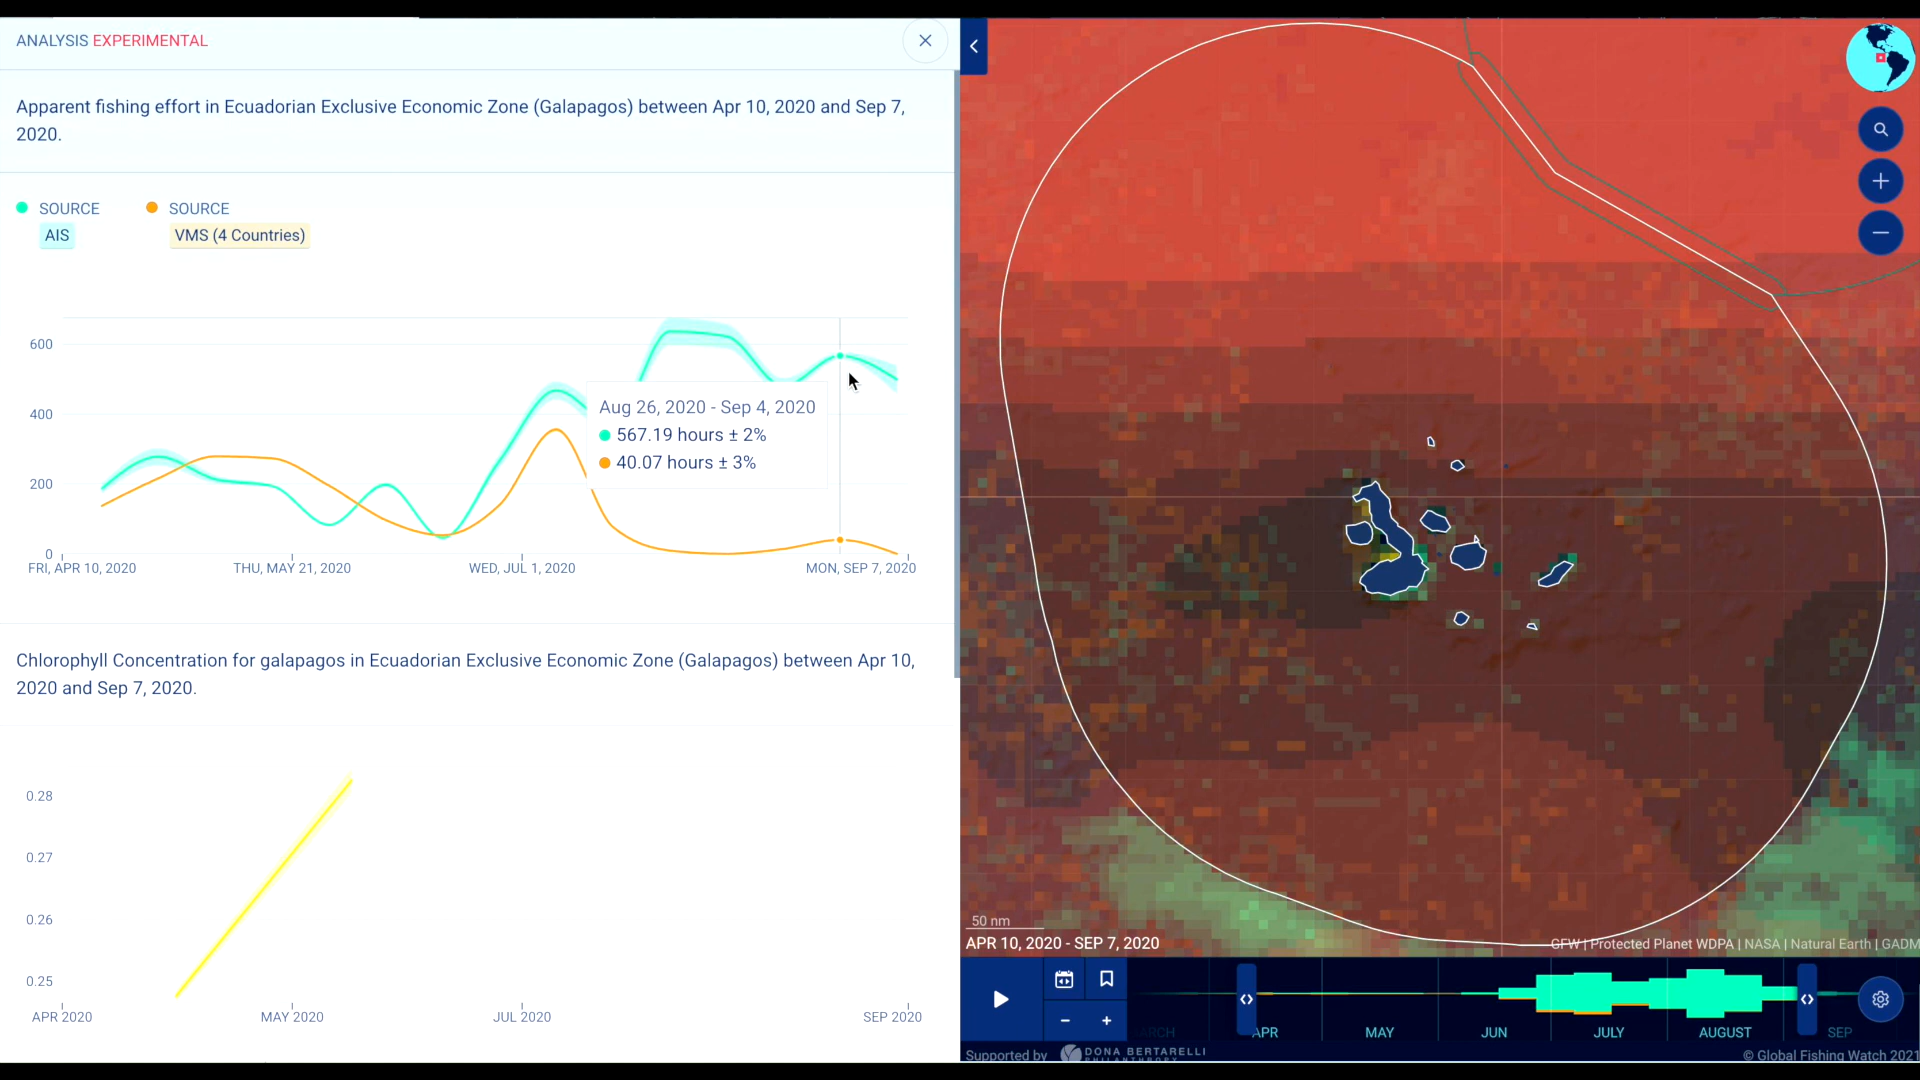 ANALYSIS EXPERIMENTAL
Apparent fishing effort in Ecuadorian Exclusive Economic Zone (Galapagos) between Apr 10, 2020 and Sep 7,
2020.
SOURCE SOURCE
AIS VMS (4 Countries)
600
400
200
0
Aug 26, 2020 - Sep 4, 2020
567.19 hours ± 2%
40.07 hours ± 3%
FRI, APR 10, 2020 THU, MAY 21, 2020 WED, JUL 1, 2020 MON, SEP 7, 2020
Chlorophyll Concentration for galapagos in Ecuadorian Exclusive Economic Zone (Galapagos) between Apr 10,
2020 and Sep 7, 2020.
0.28
0.27
0.26
0.25
APR 2020 MAY 2020 JUL 2020 SEP 2020
50 nm
APR 10, 2020 - SEP 7, 2020
GFW | Protected Planet WDPA | NASA | Natural Earth | GADM
ARCH APR MAY JUN JULY AUGUST SEP
Supported by DONA BERTARELLI
PHILANTHROPY
© Global Fishing Watch 2021